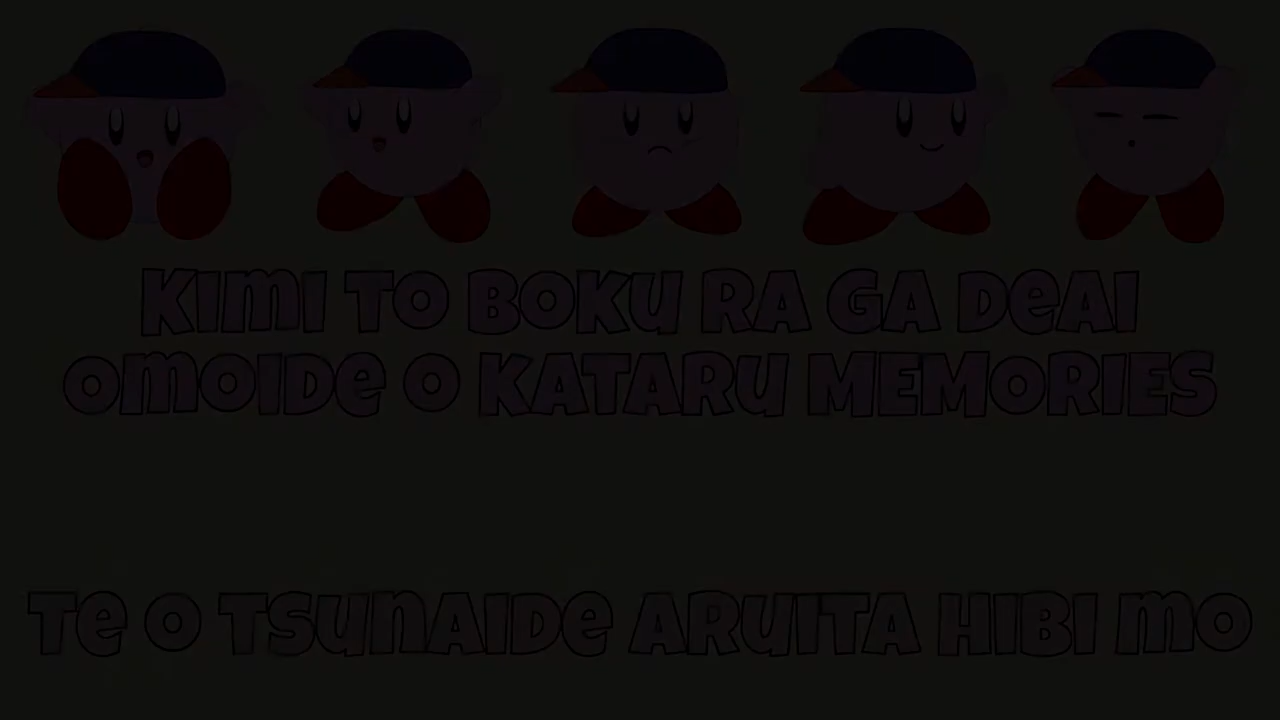 Kimi to boku ra ga deai
omoide o kataru MEMORIES
Te o tsunaide aruita hibi mo